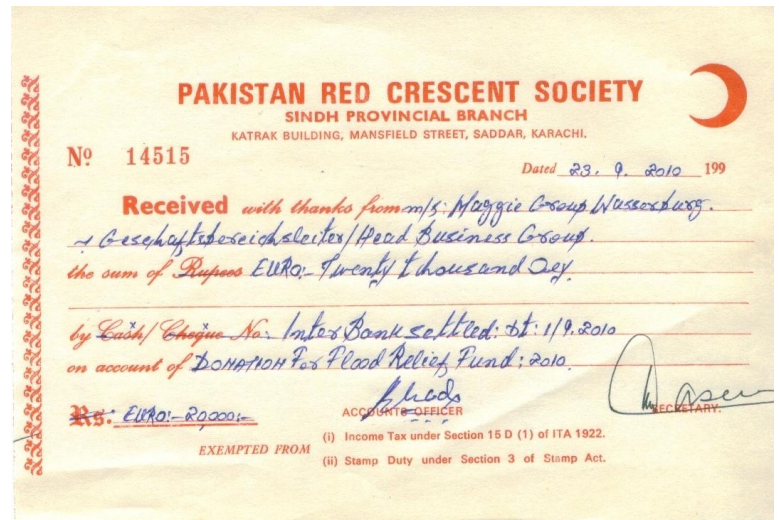 PAKISTAN RED CRESCENT SOCIETY
SINDH PROVINCIAL BRANCH
KATRAK BUILDING, MANSFIELD STREET, SADDAR, KARACHI.
Nº 14515
Dated 23. 9. 2010 199
Received with thanks from m/s: Maggie Group Wasserburg.
Geschaftsbereichsleiter/Head Business Group.
the sum of Rupees EURO:- Twenty thousand Oey
by Cash/Cheque No: Inter Bank settled: Dt: 1/9.2010
on account of DONATION For Flood Relief Fund: 2010.
Rs. EURO:- 20,000:-
ACCOUNTS OFFICER
SECRETARY.
EXEMPTED FROM
(i) Income Tax under Section 15 D (1) of ITA 1922.
(ii) Stamp Duty under Section 3 of Stamp Act.